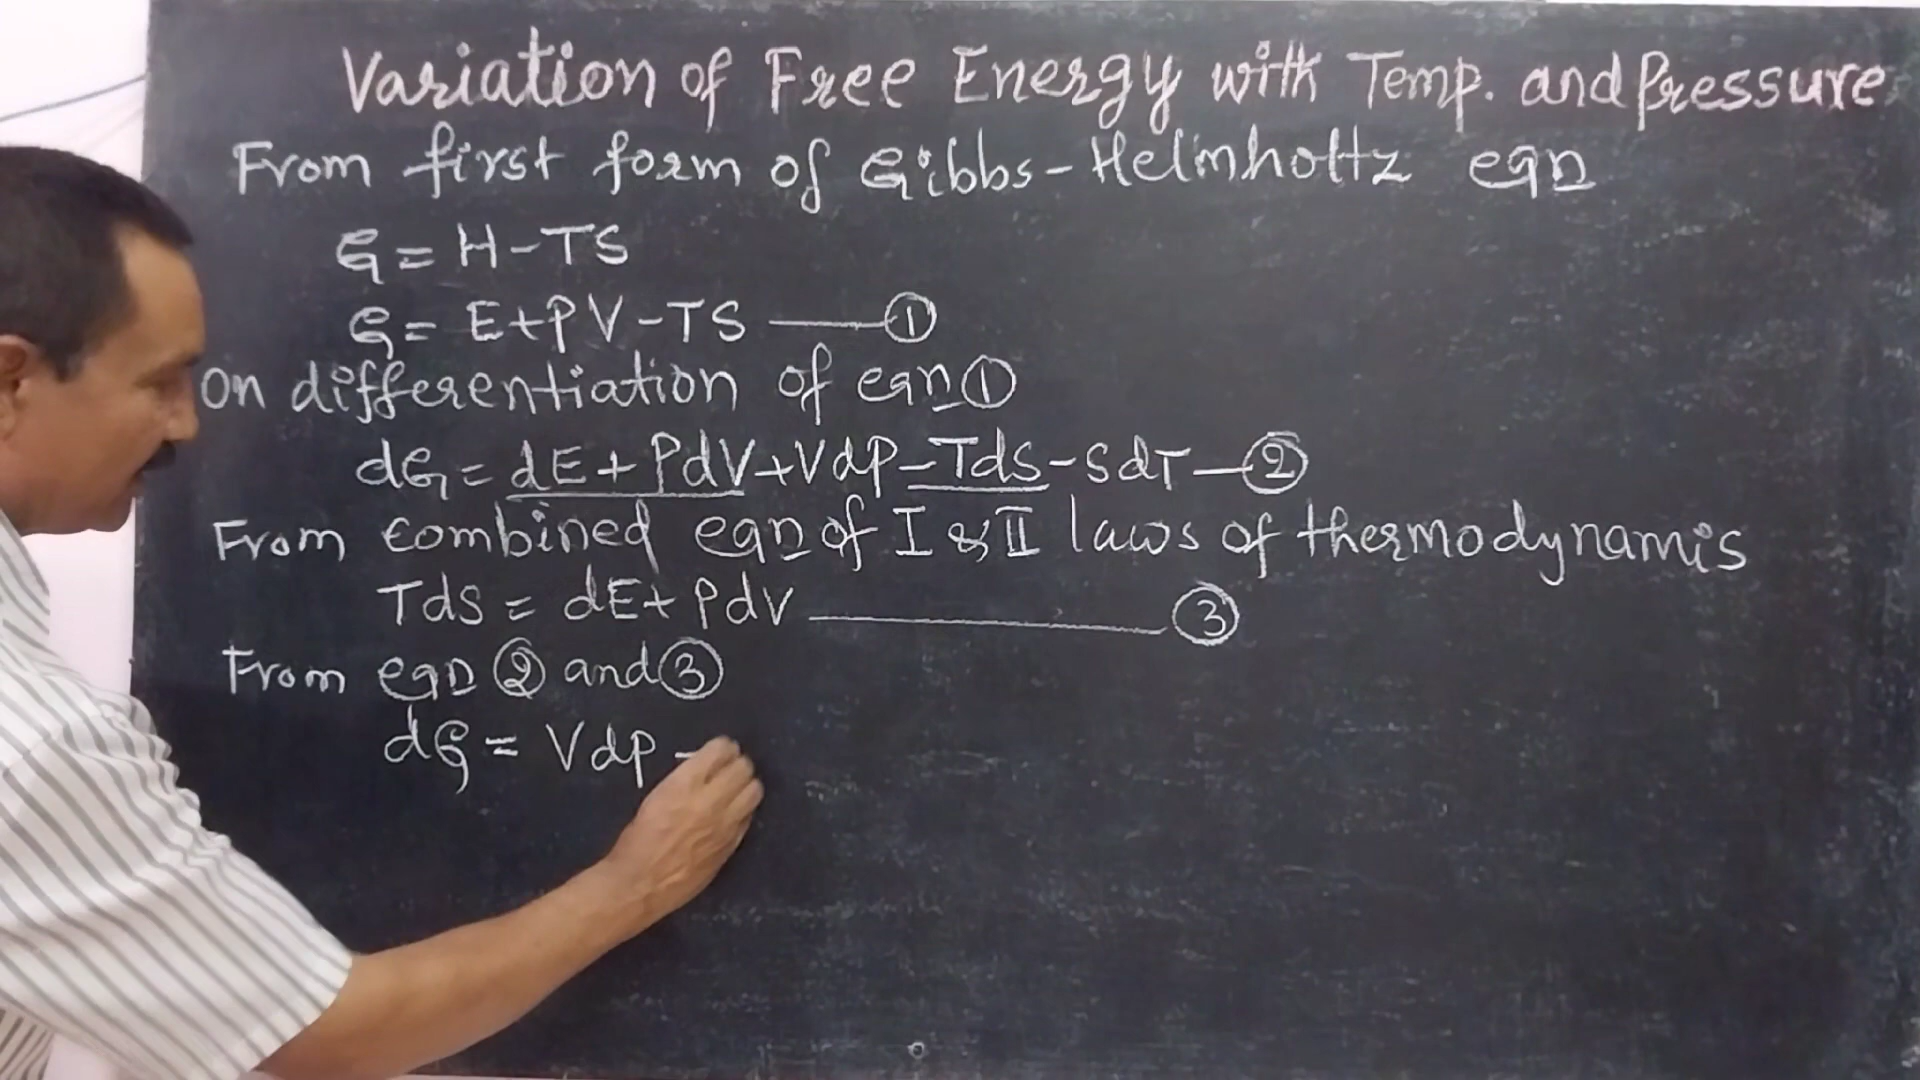 Variation of Free Energy with Temp. and Pressure
From first form of Gibbs-Helmholtz eqn
G = H-TS
G = E+PV-TS —— ①
On differentiation of eqn ①
dG = dE + PdV+VdP-Tds-SdT — ②
From combined eqn of I & II laws of thermodynamis
Tds = dE+ PdV ———— ③
From eqn ② and ③
dG = VdP -